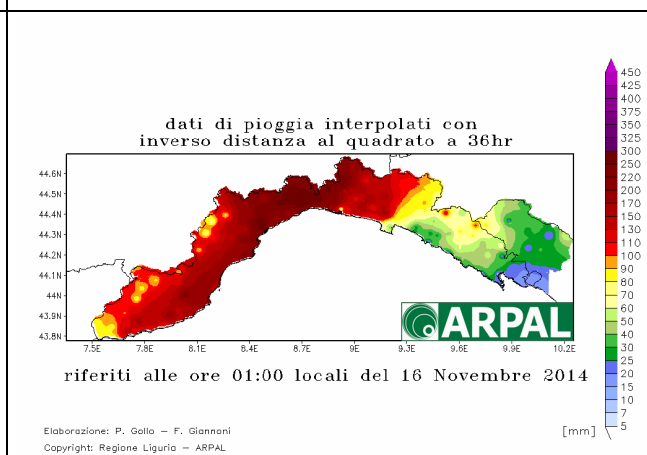 dati di pioggia interpolati con
inverso distanza al quadrato a 36hr
44.6N
44.5N
44.4N
44.3N
44.2N
44.1N
44N
43.9N
43.8N
7.5E 7.8E 8.1E 8.4E 8.7E 9E 9.3E 9.6E 9.9E 10.2E
ARPAL
riferiti alle ore 01:00 locali del 16 Novembre 2014
450
425
400
375
350
325
300
250
220
200
170
150
130
110
100
90
80
70
60
50
40
30
25
20
15
10
7
5
[mm]
Elaborazione: P. Gollo – F. Giannoni
Copyright: Regione Liguria – ARPAL